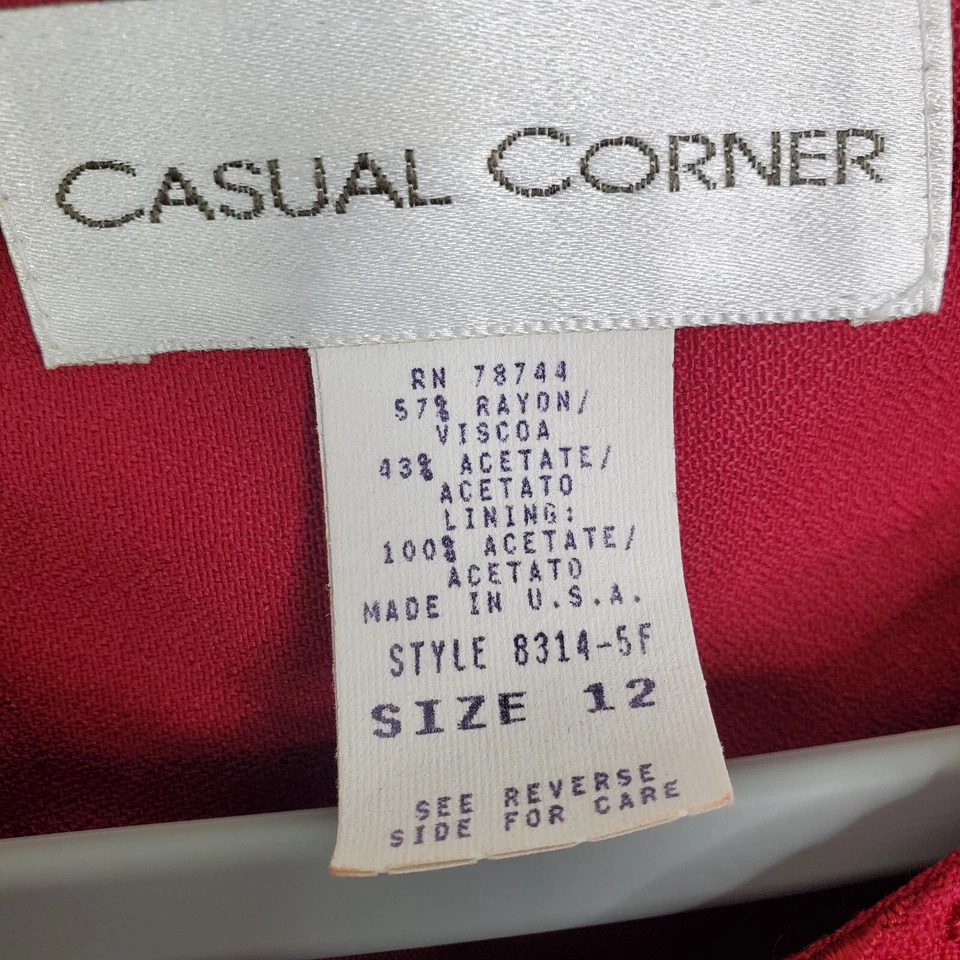 CASUAL CORNER
RN 78744
57% RAYON/
VISCOA
43% ACETATE/
ACETATO
LINING:
100% ACETATE/
ACETATO
MADE IN U.S.A.
STYLE 8314-5F
SIZE 12
SEE REVERSE
SIDE FOR CARE